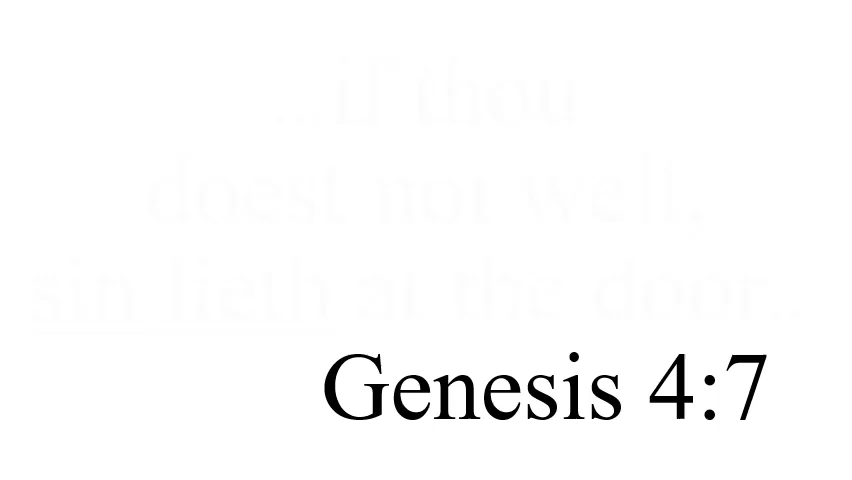 ...if thou
doest not well,
sin lieth at the door..
Genesis 4:7